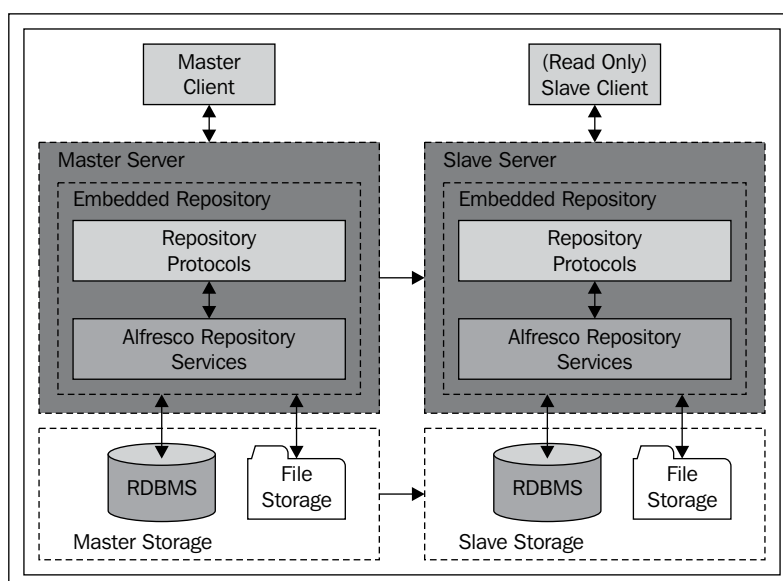 Master
Client
(Read Only)
Slave Client
Master Server
Embedded Repository
Repository
Protocols
Alfresco Repository
Services
Slave Server
Embedded Repository
Repository
Protocols
Alfresco Repository
Services
RDBMS
File
Storage
Master Storage
RDBMS
File
Storage
Slave Storage